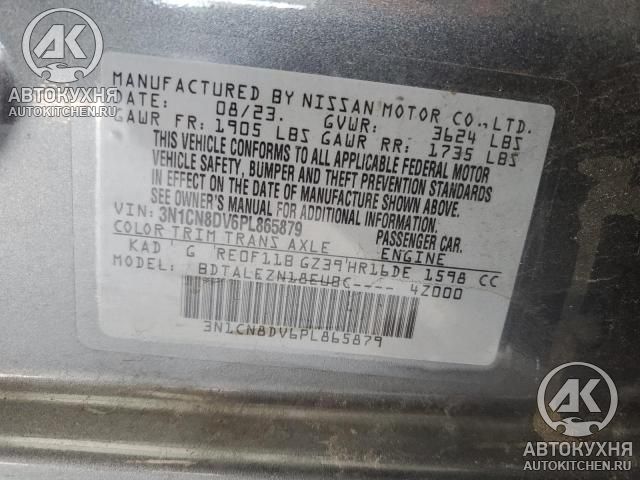 AK
АВТОКУХНЯ
AUTOKITCHEN.RU
MANUFACTURED BY NISSAN MOTOR CO., LTD.
DATE: 08/23. GVWR: 3624 LBS
GAWR FR: 1905 LBS GAWR RR: 1735 LBS
THIS VEHICLE CONFORMS TO ALL APPLICABLE FEDERAL MOTOR
VEHICLE SAFETY, BUMPER AND THEFT PREVENTION STANDARDS
IN EFFECT ON THE DATE OF MANUFACTURE SHOWN ABOVE.
SEE OWNER'S MANUAL FOR ADDITIONAL INFORMATION.
VIN: 3N1CN8DV6PL865879 PASSENGER CAR.
COLOR TRIM TRANS AXLE ENGINE
KAD G RE0F11B GZ39 HR16DE 1598 CC
MODEL: BDTALEZN18EUBC---- 4Z000
3N1CN8DV6PL865879
AK
АВТОКУХНЯ
AUTOKITCHEN.RU